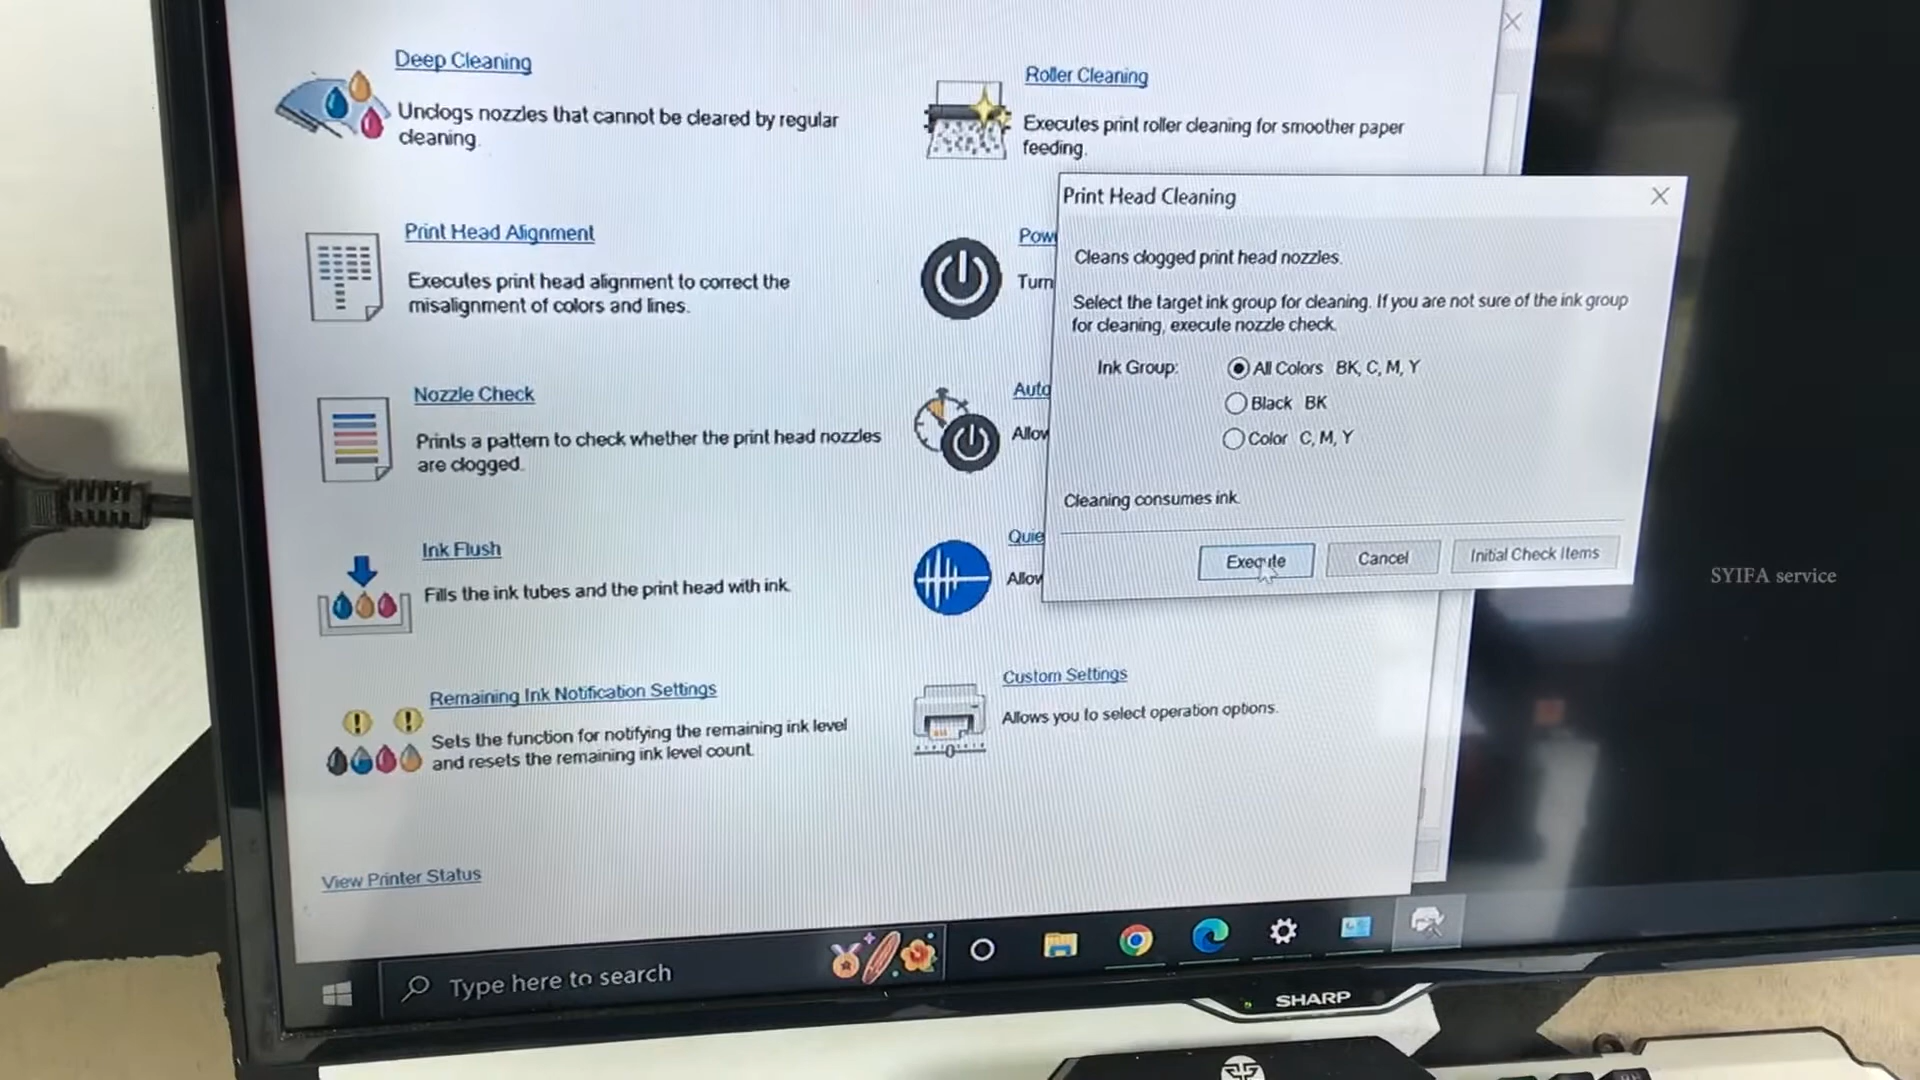 Deep Cleaning
Unclogs nozzles that cannot be cleared by regular
cleaning.
Print Head Alignment
Executes print head alignment to correct the
misalignment of colors and lines.
Nozzle Check
Prints a pattern to check whether the print head nozzles
are clogged.
Ink Flush
Fills the ink tubes and the print head with ink.
Remaining Ink Notification Settings
Sets the function for notifying the remaining ink level
and resets the remaining ink level count.
View Printer Status
Roller Cleaning
Executes print roller cleaning for smoother paper
feeding.
Pow
Turn
Auto
Allow
Quie
Allow
Custom Settings
Allows you to select operation options.
Print Head Cleaning
Cleans clogged print head nozzles.
Select the target ink group for cleaning. If you are not sure of the ink group
for cleaning, execute nozzle check.
Ink Group:
All Colors BK, C, M, Y
Black BK
Color C, M, Y
Cleaning consumes ink.
Execute
Cancel
Initial Check Items
SYIFA service
Type here to search
SHARP